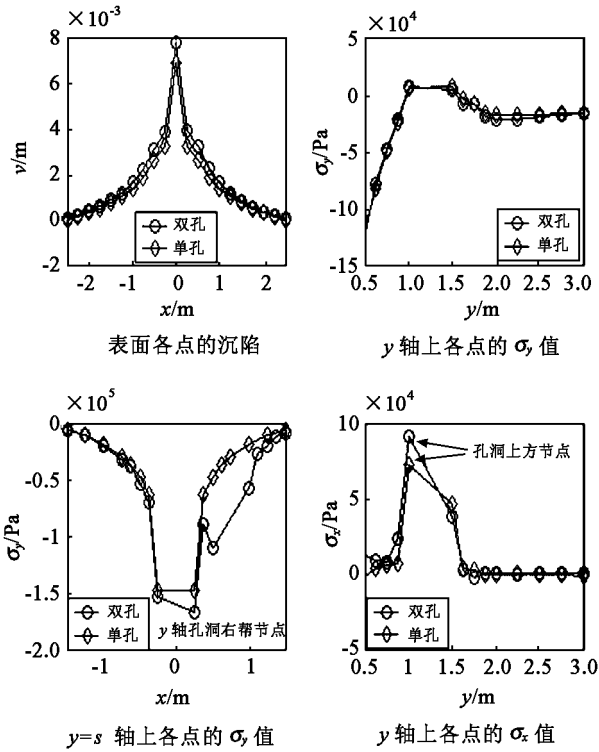 ×10⁻³
8
6
4
2
0
-2
v/m
双孔
单孔
-2 -1 0 1 2
x/m
表面各点的沉陷
×10⁴
5
0
-5
-10
-15
σy/Pa
双孔
单孔
0.5 1.0 1.5 2.0 2.5 3.0
y/m
y 轴上各点的 σy 值
×10⁵
0
-0.5
-1
-1.5
-2.0
σy/Pa
双孔
单孔
y 轴孔洞右帮节点
-1 0 1
x/m
y=s 轴上各点的 σy 值
×10⁴
10
5
0
-5
σx/Pa
孔洞上方节点
双孔
单孔
0.5 1 1.5 2.0 2.5 3.0
y/m
y 轴上各点的 σx 值